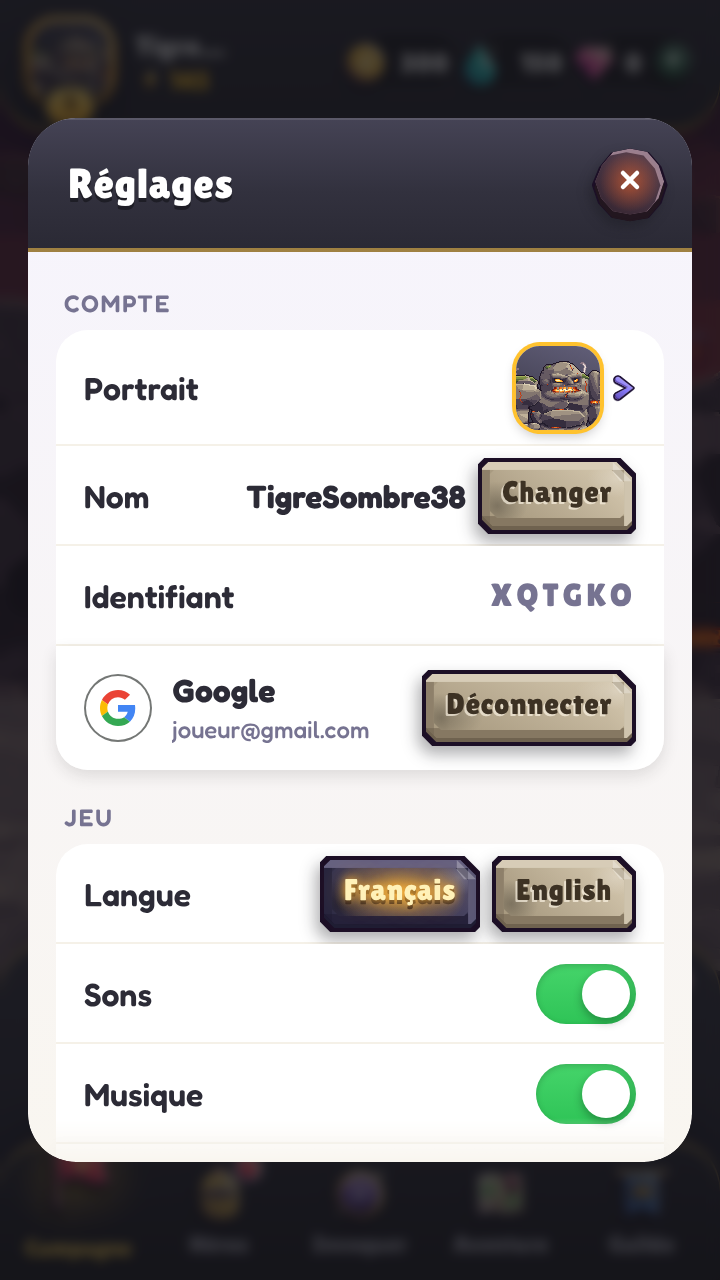 Réglages
COMPTE
Portrait
Nom TigreSombre38 Changer
Identifiant XQTGKO
Google Déconnecter
joueur@gmail.com
JEU
Langue Français English
Sons
Musique